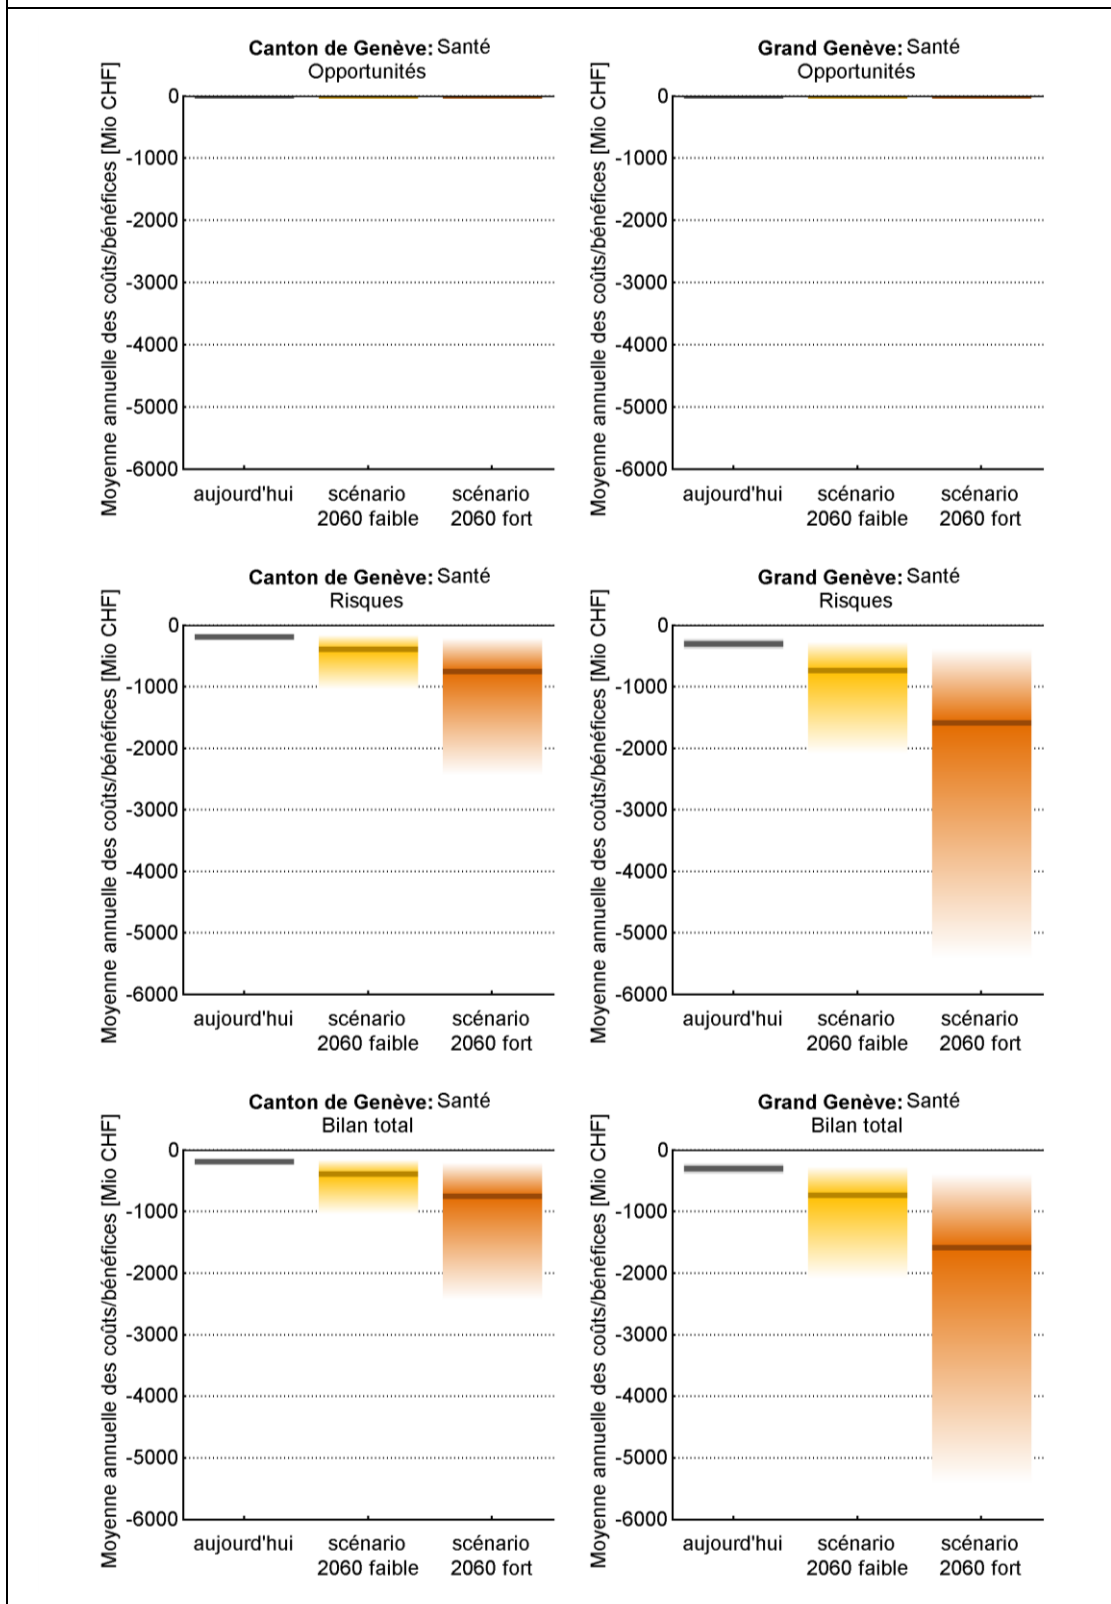 Canton de Genève: Santé
Opportunités
Moyenne annuelle des coûts/bénéfices [Mio CHF]
0
-1000
-2000
-3000
-4000
-5000
-6000
aujourd'hui
scénario
2060 faible
scénario
2060 fort
Grand Genève: Santé
Opportunités
Moyenne annuelle des coûts/bénéfices [Mio CHF]
0
-1000
-2000
-3000
-4000
-5000
-6000
aujourd'hui
scénario
2060 faible
scénario
2060 fort
Canton de Genève: Santé
Risques
Moyenne annuelle des coûts/bénéfices [Mio CHF]
0
-1000
-2000
-3000
-4000
-5000
-6000
aujourd'hui
scénario
2060 faible
scénario
2060 fort
Grand Genève: Santé
Risques
Moyenne annuelle des coûts/bénéfices [Mio CHF]
0
-1000
-2000
-3000
-4000
-5000
-6000
aujourd'hui
scénario
2060 faible
scénario
2060 fort
Canton de Genève: Santé
Bilan total
Moyenne annuelle des coûts/bénéfices [Mio CHF]
0
-1000
-2000
-3000
-4000
-5000
-6000
aujourd'hui
scénario
2060 faible
scénario
2060 fort
Grand Genève: Santé
Bilan total
Moyenne annuelle des coûts/bénéfices [Mio CHF]
0
-1000
-2000
-3000
-4000
-5000
-6000
aujourd'hui
scénario
2060 faible
scénario
2060 fort